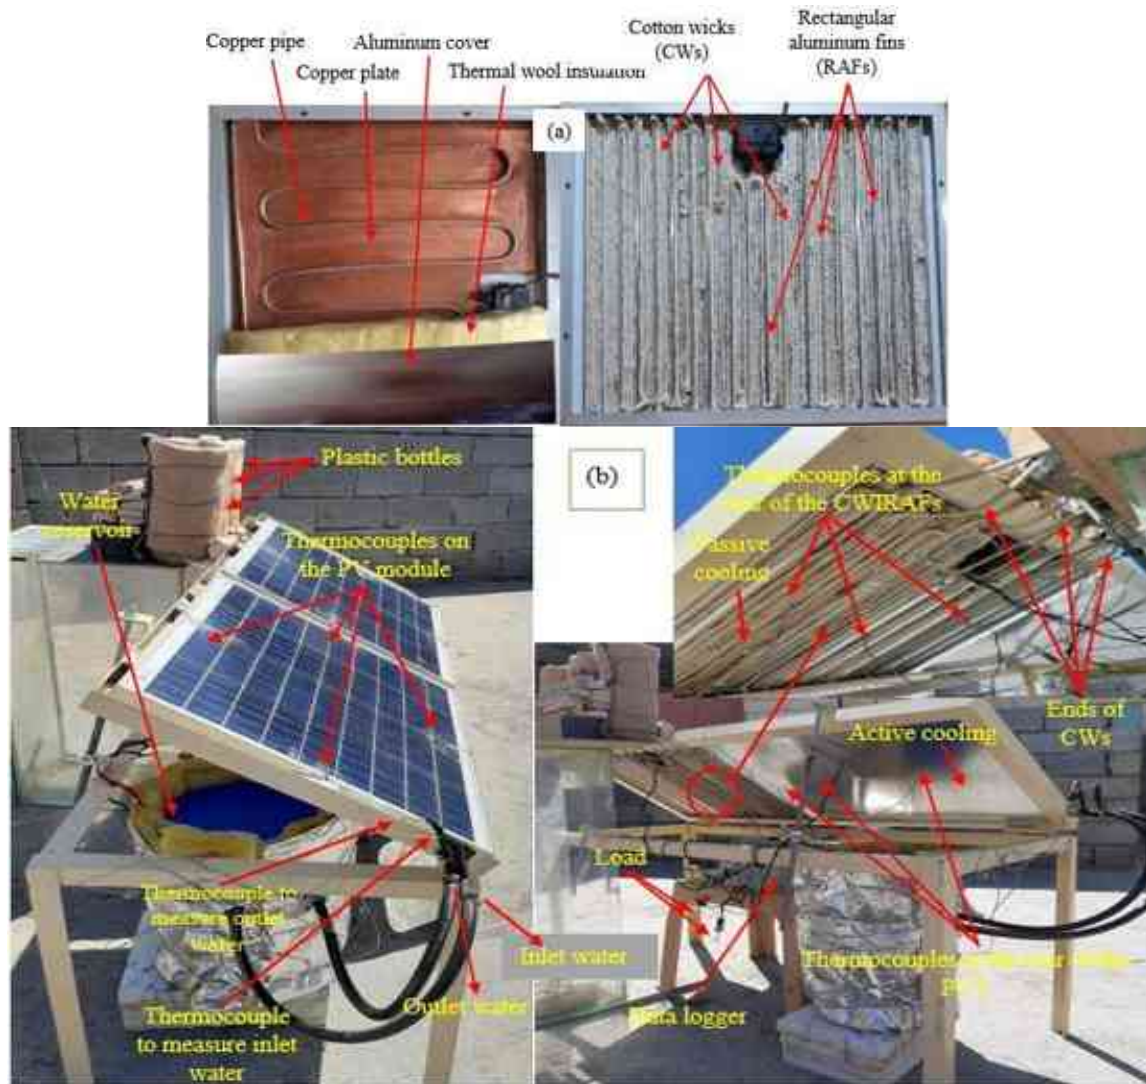 Copper pipe
Aluminum cover
Copper plate
Thermal wool insulation
Cotton wicks
(CWs)
Rectangular
aluminum fins
(RAFs)
(a)
Plastic bottles
Water
reservoir
Thermocouples on
the PV module
Thermocouple to
measure outlet
water
Thermocouple
to measure inlet
water
Outlet water
Inlet water
(b)
Thermocouples at the
rear of the CWIRAFs
Passive
cooling
Ends of
CWs
Active cooling
Load
Thermocouples
Data logger